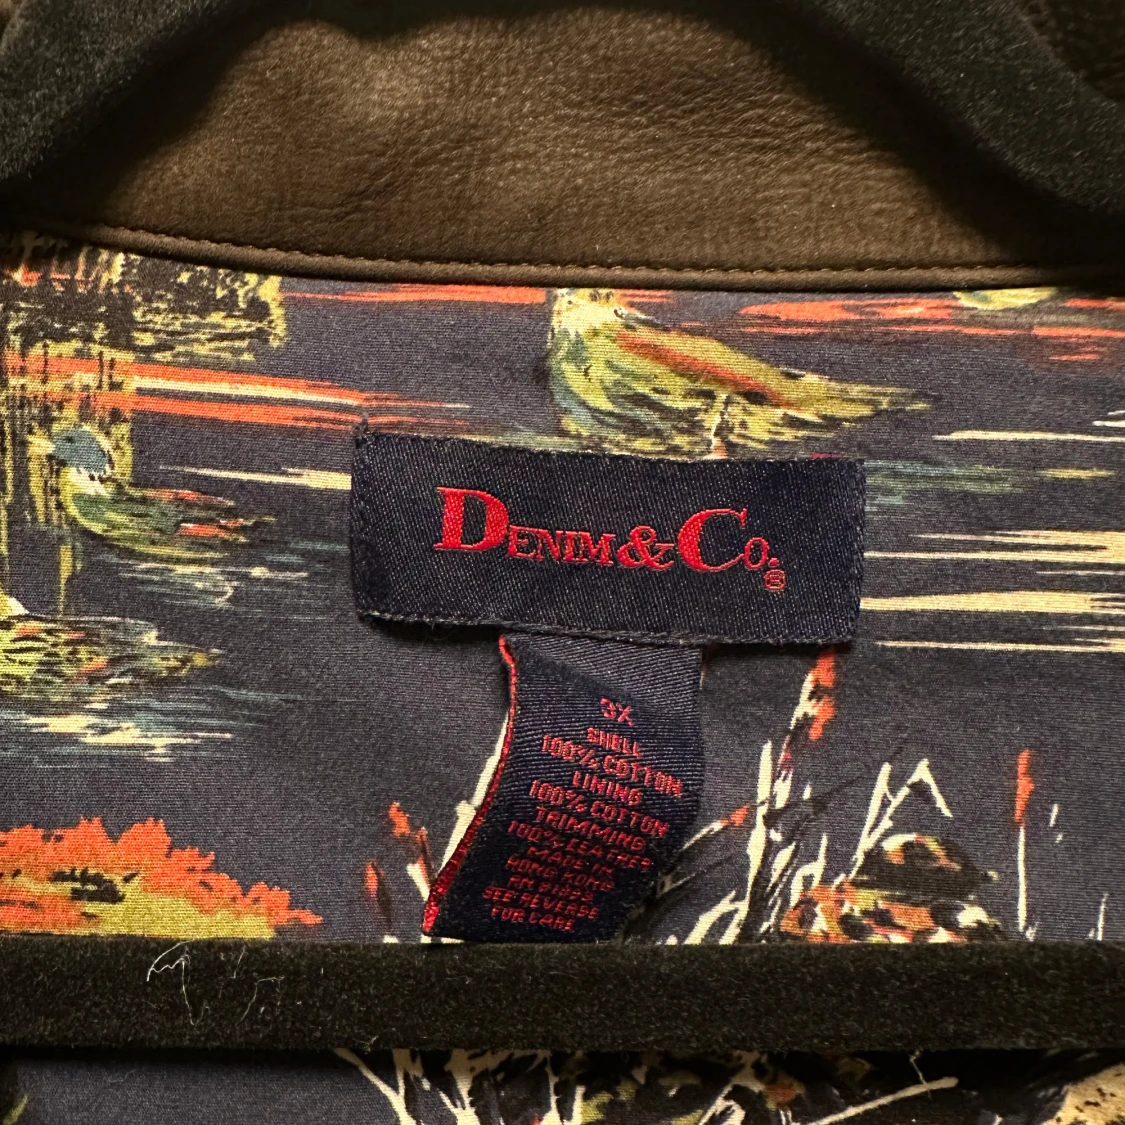 DENIM & CO.®
3X
SHELL
100% COTTON
LINING
100% COTTON
TRIMMING
100% LEATHER
MADE IN
HONG KONG
SEE REVERSE
FOR CARE